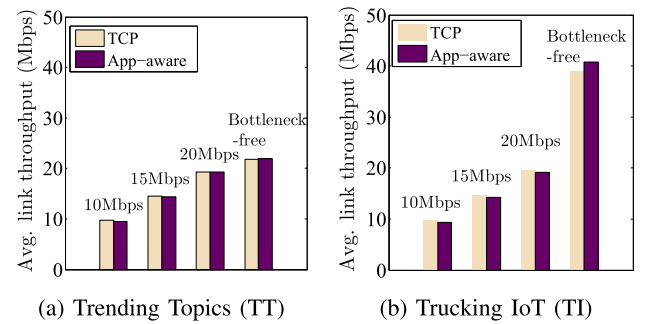 Avg. link throughput (Mbps)
50
40
30
20
10
0
TCP
App-aware
10Mbps
15Mbps
20Mbps
Bottleneck
-free
(a) Trending Topics (TT)
Avg. link throughput (Mbps)
50
40
30
20
10
0
TCP
App-aware
10Mbps
15Mbps
20Mbps
Bottleneck
-free
(b) Trucking IoT (TI)